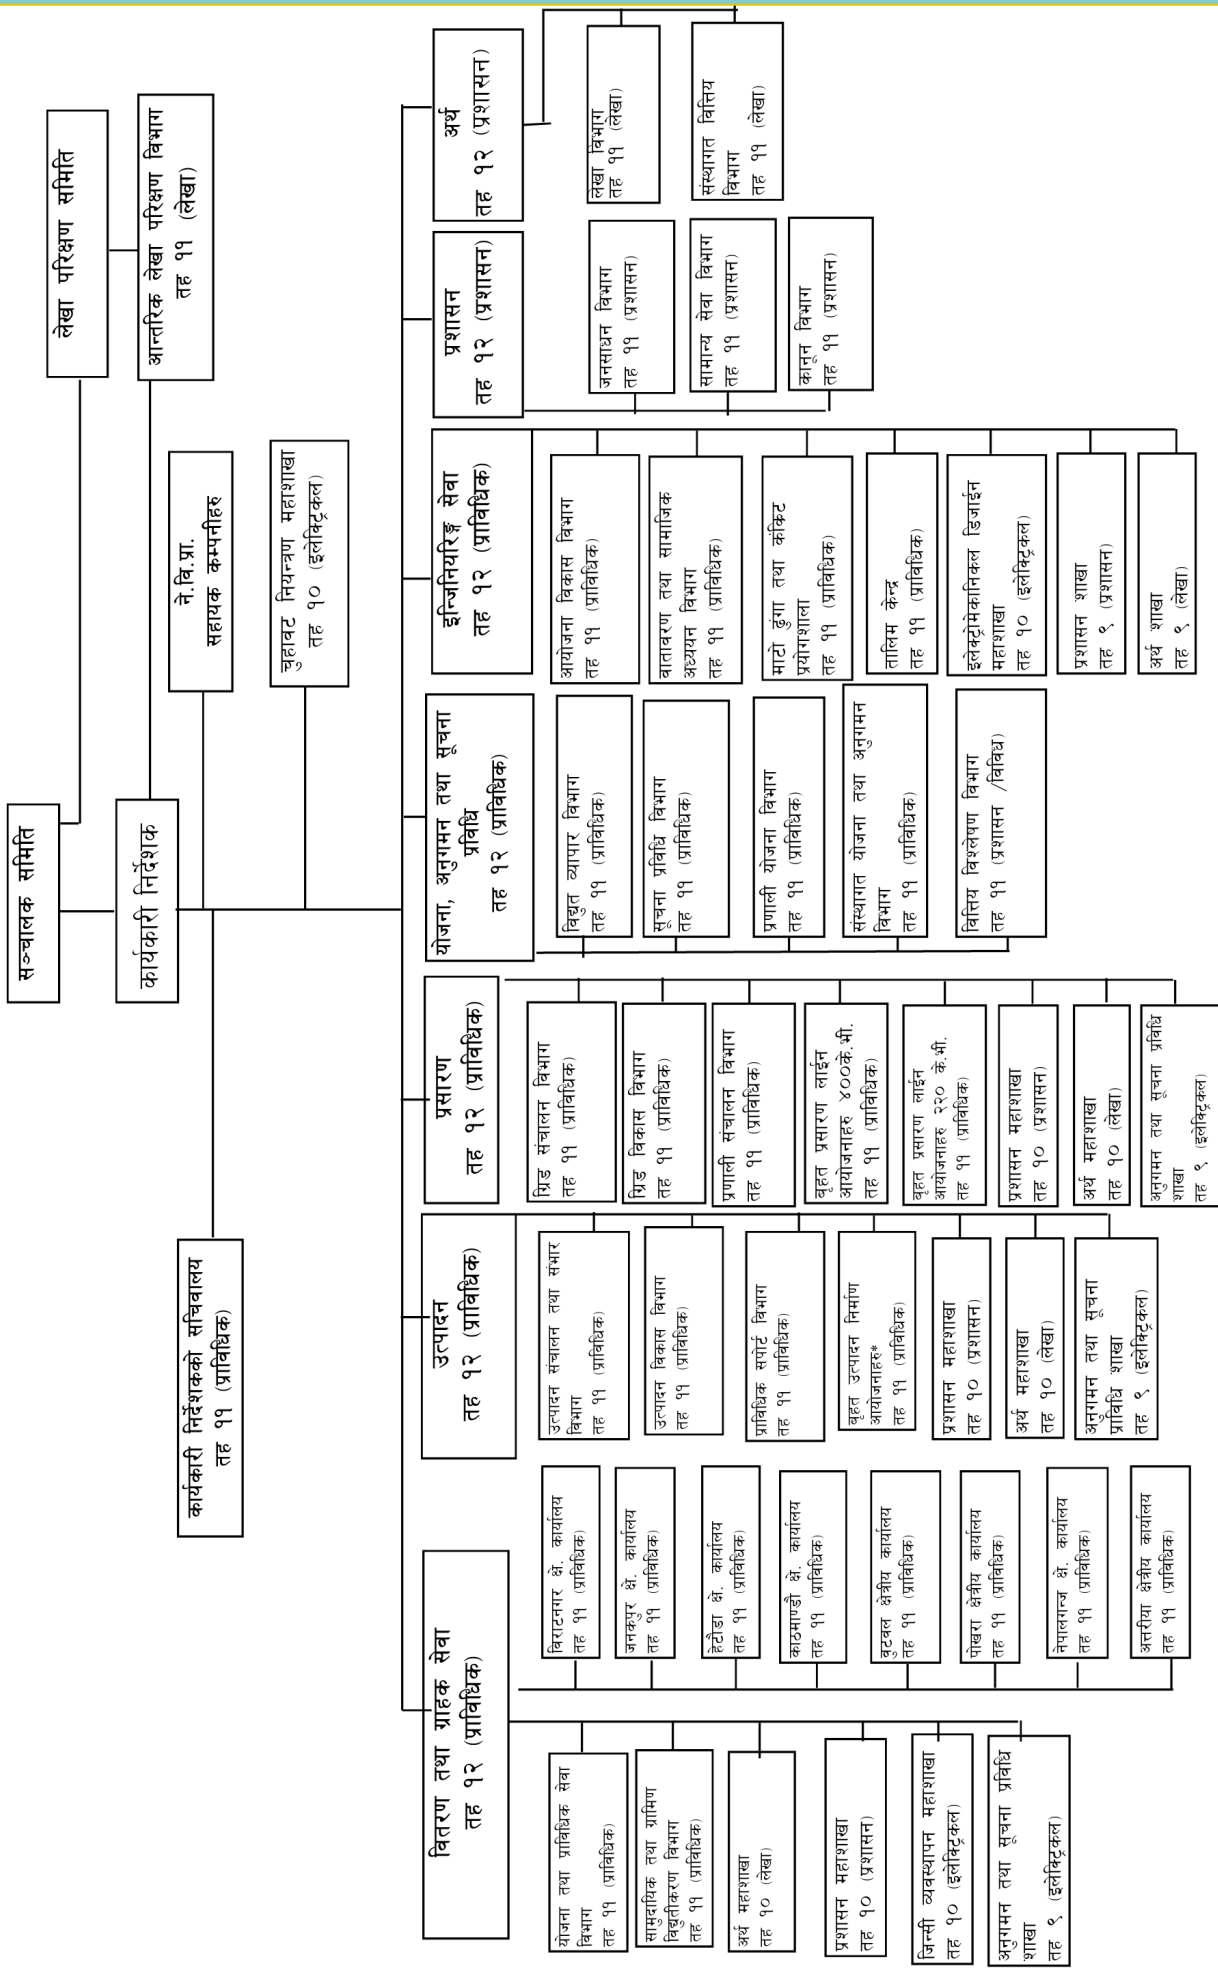 सञ्चालक समिति
लेखा परिक्षण समिति
कार्यकारी निर्देशक
आन्तरिक लेखा परिक्षण विभाग
तह ११ (लेखा)
ने.वि.प्रा.
सहायक कम्पनीहरु
कार्यकारी निर्देशकको सचिवालय
तह ११ (प्राविधिक)
चुहावट नियन्त्रण महाशाखा
तह १० (इलेक्ट्रिकल)
वितरण तथा ग्राहक सेवा
तह १२ (प्राविधिक)
योजना तथा प्राविधिक सेवा
विभाग
तह ११ (प्राविधिक)
सामुदायिक तथा ग्रामिण
विद्युतीकरण विभाग
तह ११ (प्राविधिक)
अर्थ महाशाखा
तह १० (लेखा)
प्रशासन महाशाखा
तह १० (प्रशासन)
जिन्सी व्यवस्थापन महाशाखा
तह १० (इलेक्ट्रिकल)
अनुगमन तथा सूचना प्रविधि
शाखा
तह ९ (इलेक्ट्रिकल)
विराटनगर क्षे. कार्यालय
तह ११ (प्राविधिक)
जनकपुर क्षे. कार्यालय
तह ११ (प्राविधिक)
हेटौडा क्षे. कार्यालय
तह ११ (प्राविधिक)
काठमाण्डौ क्षे. कार्यालय
तह ११ (प्राविधिक)
बुटवल क्षेत्रीय कार्यालय
तह ११ (प्राविधिक)
पोखरा क्षेत्रीय कार्यालय
तह ११ (प्राविधिक)
नेपालगन्ज क्षे. कार्यालय
तह ११ (प्राविधिक)
अत्तरीया क्षेत्रीय कार्यालय
तह ११ (प्राविधिक)
उत्पादन
तह १२ (प्राविधिक)
उत्पादन संचालन तथा संभार
विभाग
तह ११ (प्राविधिक)
उत्पादन विकास विभाग
तह ११ (प्राविधिक)
प्राविधिक सपोर्ट विभाग
तह ११ (प्राविधिक)
बृहत उत्पादन निर्माण
आयोजनाहरु*
तह ११ (प्राविधिक)
प्रशासन महाशाखा
तह १० (प्रशासन)
अर्थ महाशाखा
तह १० (लेखा)
अनुगमन तथा सूचना
प्राविधि शाखा
तह ९ (इलेक्ट्रिकल)
प्रसारण
तह १२ (प्राविधिक)
ग्रिड संचालन विभाग
तह ११ (प्राविधिक)
ग्रिड विकास विभाग
तह ११ (प्राविधिक)
प्रणाली संचालन विभाग
तह ११ (प्राविधिक)
बृहत प्रसारण लाईन
आयोजनाहरु ४००के.भी.
तह ११ (प्राविधिक)
बृहत प्रसारण लाईन
आयोजनाहरु २२० के.भी.
तह ११ (प्राविधिक)
प्रशासन महाशाखा
तह १० (प्रशासन)
अर्थ महाशाखा
तह १० (लेखा)
अनुगमन तथा सूचना प्रविधि
शाखा
तह ९ (इलेक्ट्रिकल)
योजना, अनुगमन तथा सूचना
प्रविधि
तह १२ (प्राविधिक)
विद्युत व्यापार विभाग
तह ११ (प्राविधिक)
सूचना प्रविधि विभाग
तह ११ (प्राविधिक)
प्रणाली योजना विभाग
तह ११ (प्राविधिक)
संस्थागत योजना तथा अनुगमन
विभाग
तह ११ (प्राविधिक)
वित्तिय विश्लेषण विभाग
तह ११ (प्रशासन /विविध)
इन्जिनियरिङ्ग सेवा
तह १२ (प्राविधिक)
आयोजना विकास विभाग
तह ११ (प्राविधिक)
वातावरण तथा सामाजिक
अध्ययन विभाग
तह ११ (प्राविधिक)
माटो ढुंगा तथा कंकिट
प्रयोगशाला
तह ११ (प्राविधिक)
तालिम केन्द्र
तह ११ (प्राविधिक)
इलेक्ट्रोमेकानिकल डिजाईन
महाशाखा
तह १० (इलेक्ट्रिकल)
प्रशासन शाखा
तह ९ (प्रशासन)
अर्थ शाखा
तह ९ (लेखा)
प्रशासन
तह १२ (प्रशासन)
जनसाधन विभाग
तह ११ (प्रशासन)
सामान्य सेवा विभाग
तह ११ (प्रशासन)
कानून विभाग
तह ११ (प्रशासन)
अर्थ
तह १२ (प्रशासन)
लेखा विभाग
तह ११ (लेखा)
संस्थागत वित्तिय
विभाग
तह ११ (लेखा)